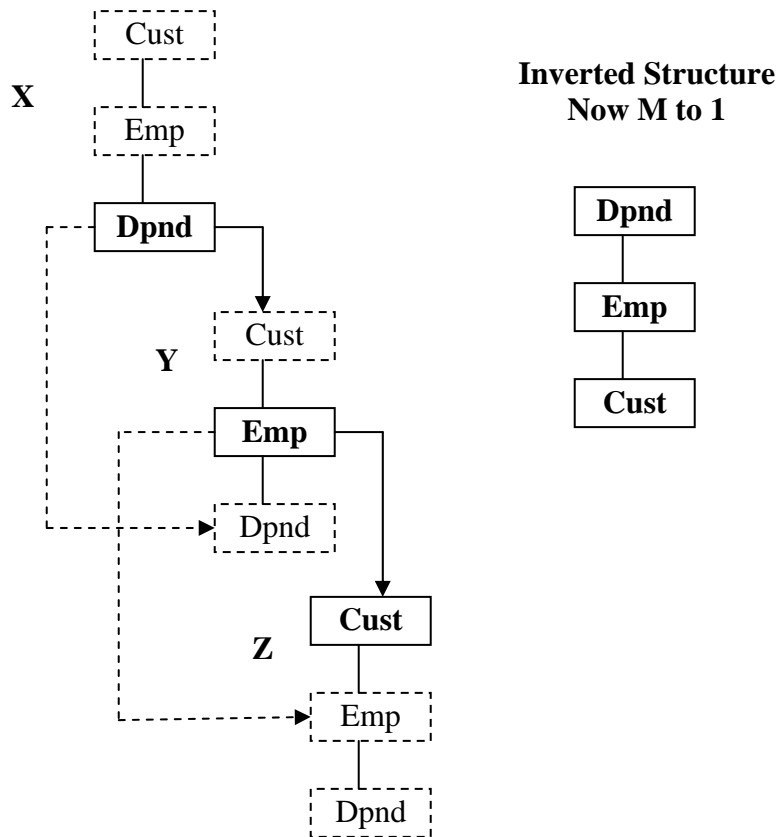 Cust
X
Emp
Dpnd
Cust
Y
Emp
Dpnd
Cust
Z
Emp
Dpnd
Inverted Structure
Now M to 1
Dpnd
Emp
Cust